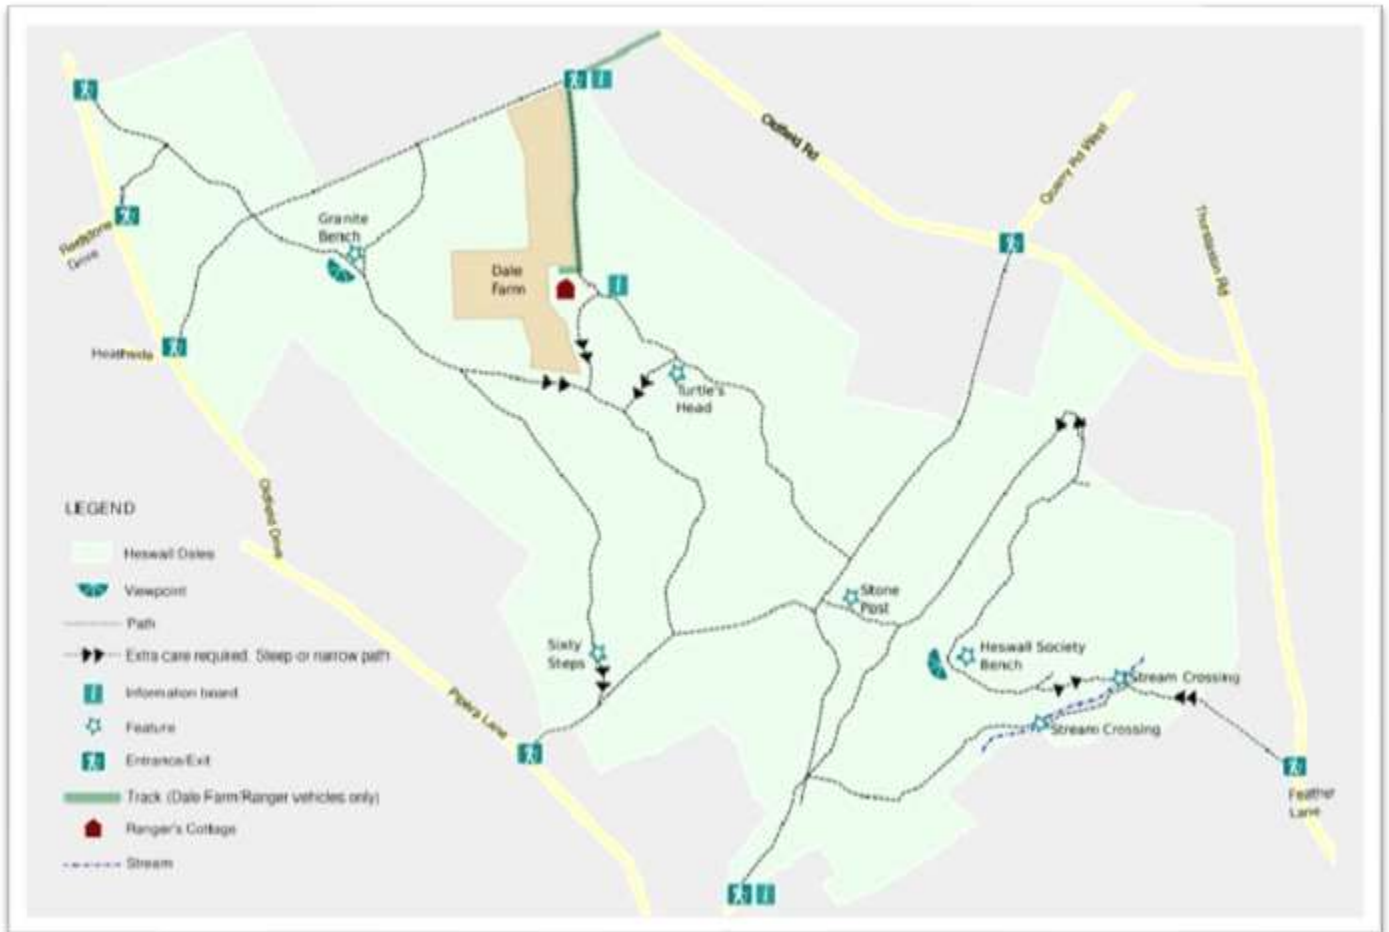 Oldfield Rd
Quarry Rd West
Thurstaston Rd
Redstone
Drive
Granite
Bench
Dale
Farm
Heathside
Turtle's
Head
Oldfield Drive
LEGEND
Heswall Dales
Viewpoint
Path
Extra care required. Steep or narrow path
Information board
Feature
Entrance/Exit
Track (Dale Farm/Ranger vehicles only)
Ranger's Cottage
Stream
Stone
Post
Sixty
Steps
Heswall Society
Bench
Stream Crossing
Stream Crossing
Pipers Lane
Feather
Lane